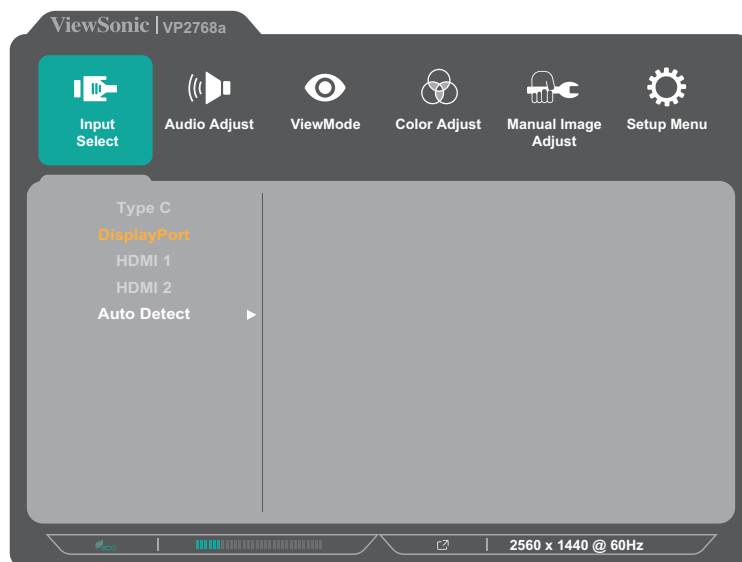 ViewSonic | VP2768a
Input Select
Audio Adjust
ViewMode
Color Adjust
Manual Image Adjust
Setup Menu
Type C
DisplayPort
HDMI 1
HDMI 2
Auto Detect
eco
2560 x 1440 @ 60Hz